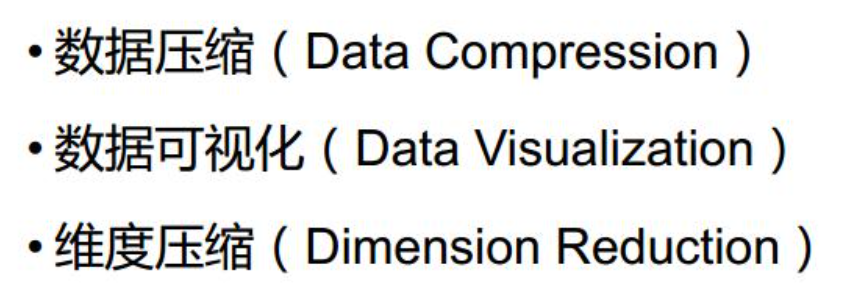 • 数据压缩（Data Compression）
• 数据可视化（Data Visualization）
• 维度压缩（Dimension Reduction）